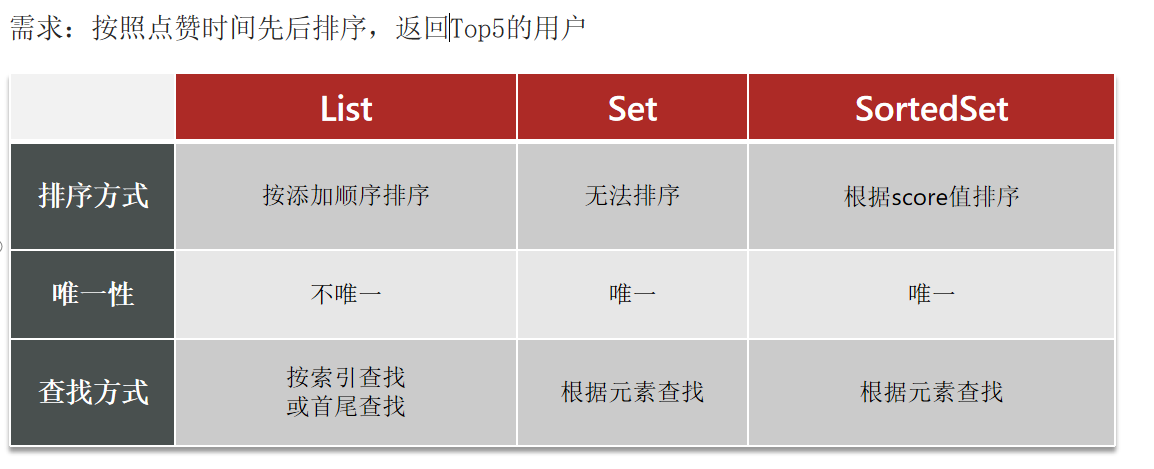 需求：按照点赞时间先后排序，返回Top5的用户
List Set SortedSet
排序方式 按添加顺序排序 无法排序 根据score值排序
唯一性 不唯一 唯一 唯一
查找方式 按索引查找
或首尾查找 根据元素查找 根据元素查找